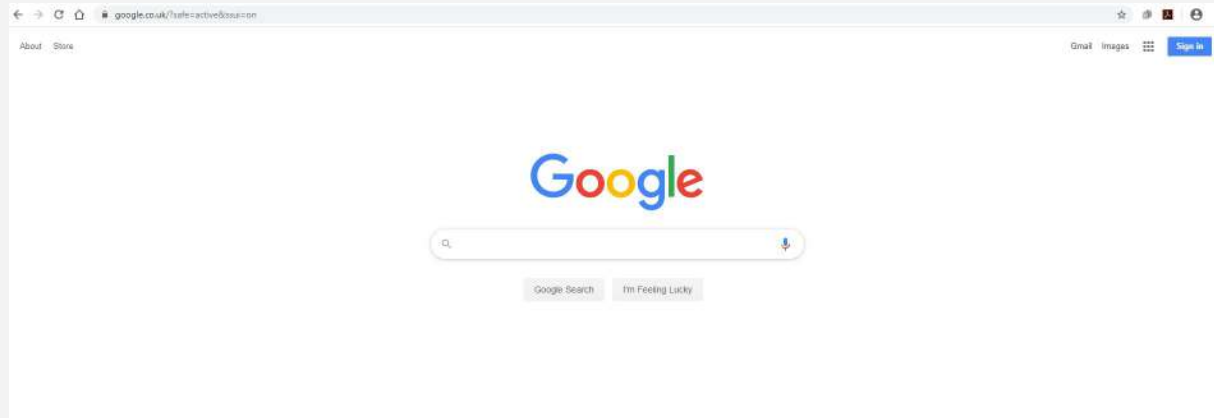 google.co.uk/?safe=active&ssui=on
About Store
Gmail Images Sign in
Google
Google Search I'm Feeling Lucky